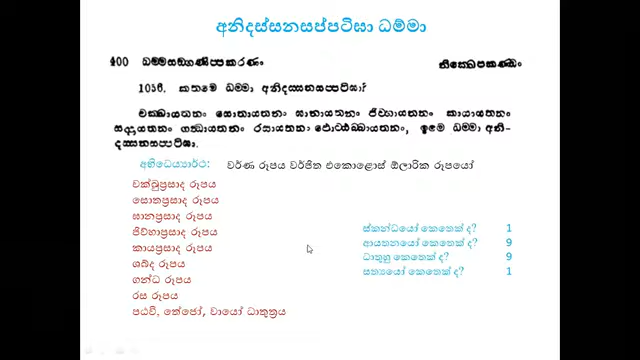 අනිදස්සනසප්පටිඝා ධම්මා
400 ධම්මසඞ්ගණිප්පකරණං නික්ඛෙපකණ්ඩං
1056. කතමෙ ධම්මා අනිදස්සනසප්පටිඝා?
චක්ඛායතනං සොතායතනං ඝානායතනං ජිව්හායතනං කායායතනං
සද්දායතනං ගන්ධායතනං රසායතනං ඵොට්ඨබ්බායතනං, ඉමෙ ධම්මා අනි-
දස්සනසප්පටිඝා.
අභිධෙය්‍යාර්ථ: වර්ණ රූපය වර්ජිත එකොළොස් ඕලාරික රූපයෝ
චක්ඛුප්‍රසාද රූපය
සොතප්‍රසාද රූපය
ඝානප්‍රසාද රූපය
ජිව්හාප්‍රසාද රූපය
කායප්‍රසාද රූපය
ශබ්ද රූපය
ගන්ධ රූපය
රස රූපය
පඨවි, තේජෝ, වායෝ ධාතුත්‍රය
ස්කන්ධයෝ කෙතෙක් ද? 1
ආයතනයෝ කෙතෙක් ද? 9
ධාතුහු කෙතෙක් ද? 9
සත්‍යයෝ කෙතෙක් ද? 1